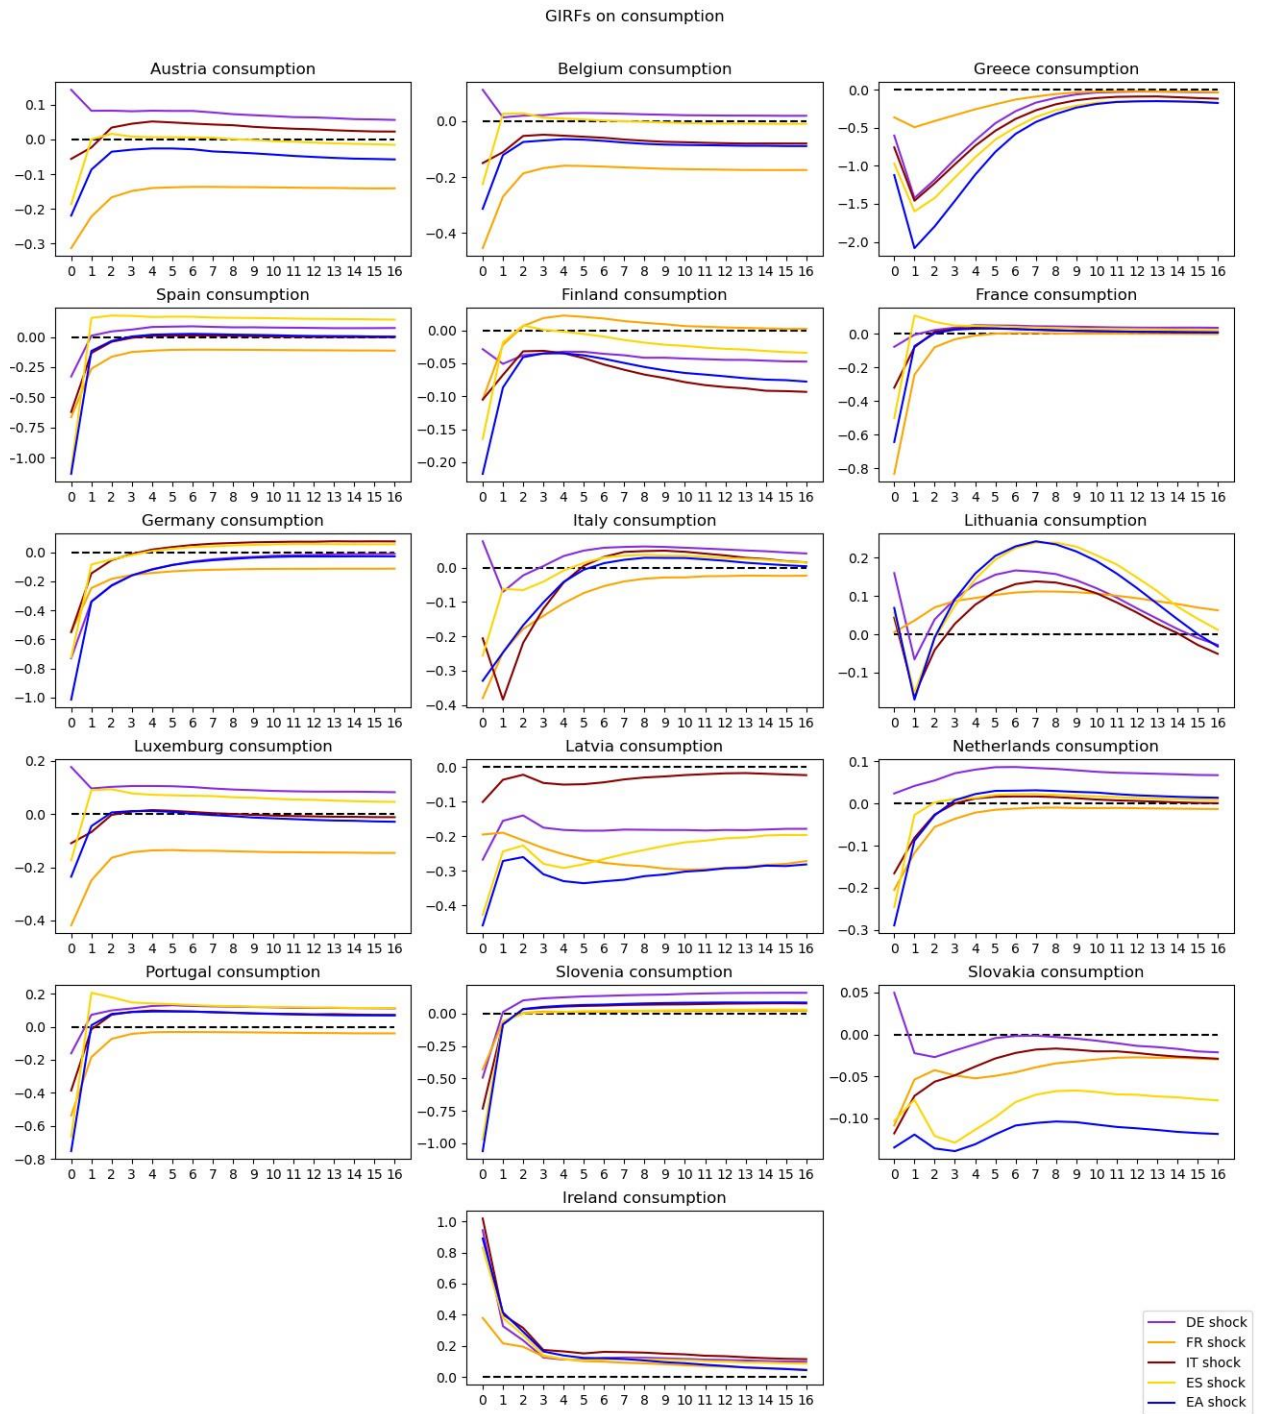 GIRFs on consumption
Austria consumption
Belgium consumption
Greece consumption
0.1
0.0
−0.1
−0.2
−0.3
0 1 2 3 4 5 6 7 8 9 10 11 12 13 14 15 16
0.0
−0.2
−0.4
0 1 2 3 4 5 6 7 8 9 10 11 12 13 14 15 16
0.0
−0.5
−1.0
−1.5
−2.0
0 1 2 3 4 5 6 7 8 9 10 11 12 13 14 15 16
Spain consumption
Finland consumption
France consumption
0.00
−0.25
−0.50
−0.75
−1.00
0 1 2 3 4 5 6 7 8 9 10 11 12 13 14 15 16
0.00
−0.05
−0.10
−0.15
−0.20
0 1 2 3 4 5 6 7 8 9 10 11 12 13 14 15 16
0.0
−0.2
−0.4
−0.6
−0.8
0 1 2 3 4 5 6 7 8 9 10 11 12 13 14 15 16
Germany consumption
Italy consumption
Lithuania consumption
0.0
−0.2
−0.4
−0.6
−0.8
−1.0
0 1 2 3 4 5 6 7 8 9 10 11 12 13 14 15 16
0.0
−0.1
−0.2
−0.3
−0.4
0 1 2 3 4 5 6 7 8 9 10 11 12 13 14 15 16
0.2
0.1
0.0
−0.1
0 1 2 3 4 5 6 7 8 9 10 11 12 13 14 15 16
Luxemburg consumption
Latvia consumption
Netherlands consumption
0.2
0.0
−0.2
−0.4
0 1 2 3 4 5 6 7 8 9 10 11 12 13 14 15 16
0.0
−0.1
−0.2
−0.3
−0.4
0 1 2 3 4 5 6 7 8 9 10 11 12 13 14 15 16
0.1
0.0
−0.1
−0.2
−0.3
0 1 2 3 4 5 6 7 8 9 10 11 12 13 14 15 16
Portugal consumption
Slovenia consumption
Slovakia consumption
0.2
0.0
−0.2
−0.4
−0.6
−0.8
0 1 2 3 4 5 6 7 8 9 10 11 12 13 14 15 16
0.00
−0.25
−0.50
−0.75
−1.00
0 1 2 3 4 5 6 7 8 9 10 11 12 13 14 15 16
0.05
0.00
−0.05
−0.10
0 1 2 3 4 5 6 7 8 9 10 11 12 13 14 15 16
Ireland consumption
1.0
0.8
0.6
0.4
0.2
0.0
0 1 2 3 4 5 6 7 8 9 10 11 12 13 14 15 16
DE shock
FR shock
IT shock
ES shock
EA shock